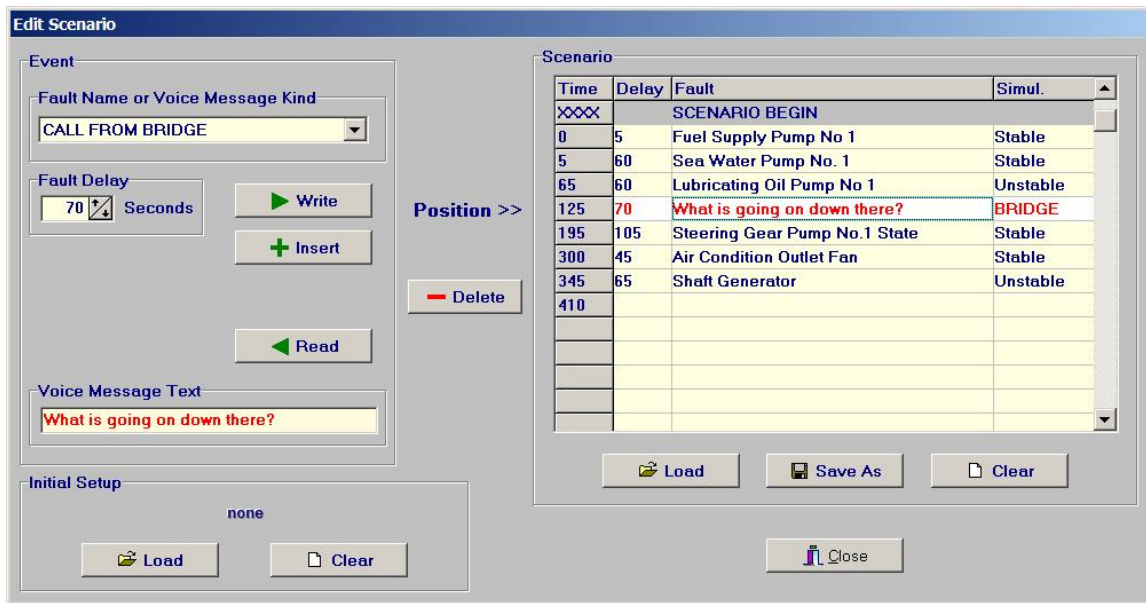 Edit Scenario
Event
Fault Name or Voice Message Kind
CALL FROM BRIDGE
Fault Delay
70 Seconds
Write
Insert
Read
Voice Message Text
What is going on down there?
Initial Setup
none
Load Clear
Position >>
Delete
Scenario
Time Delay Fault Simul.
XXXX SCENARIO BEGIN
0 5 Fuel Supply Pump No 1 Stable
5 60 Sea Water Pump No. 1 Stable
65 60 Lubricating Oil Pump No 1 Unstable
125 70 What is going on down there? BRIDGE
195 105 Steering Gear Pump No.1 State Stable
300 45 Air Condition Outlet Fan Stable
345 65 Shaft Generator Unstable
410
Load Save As Clear
Close